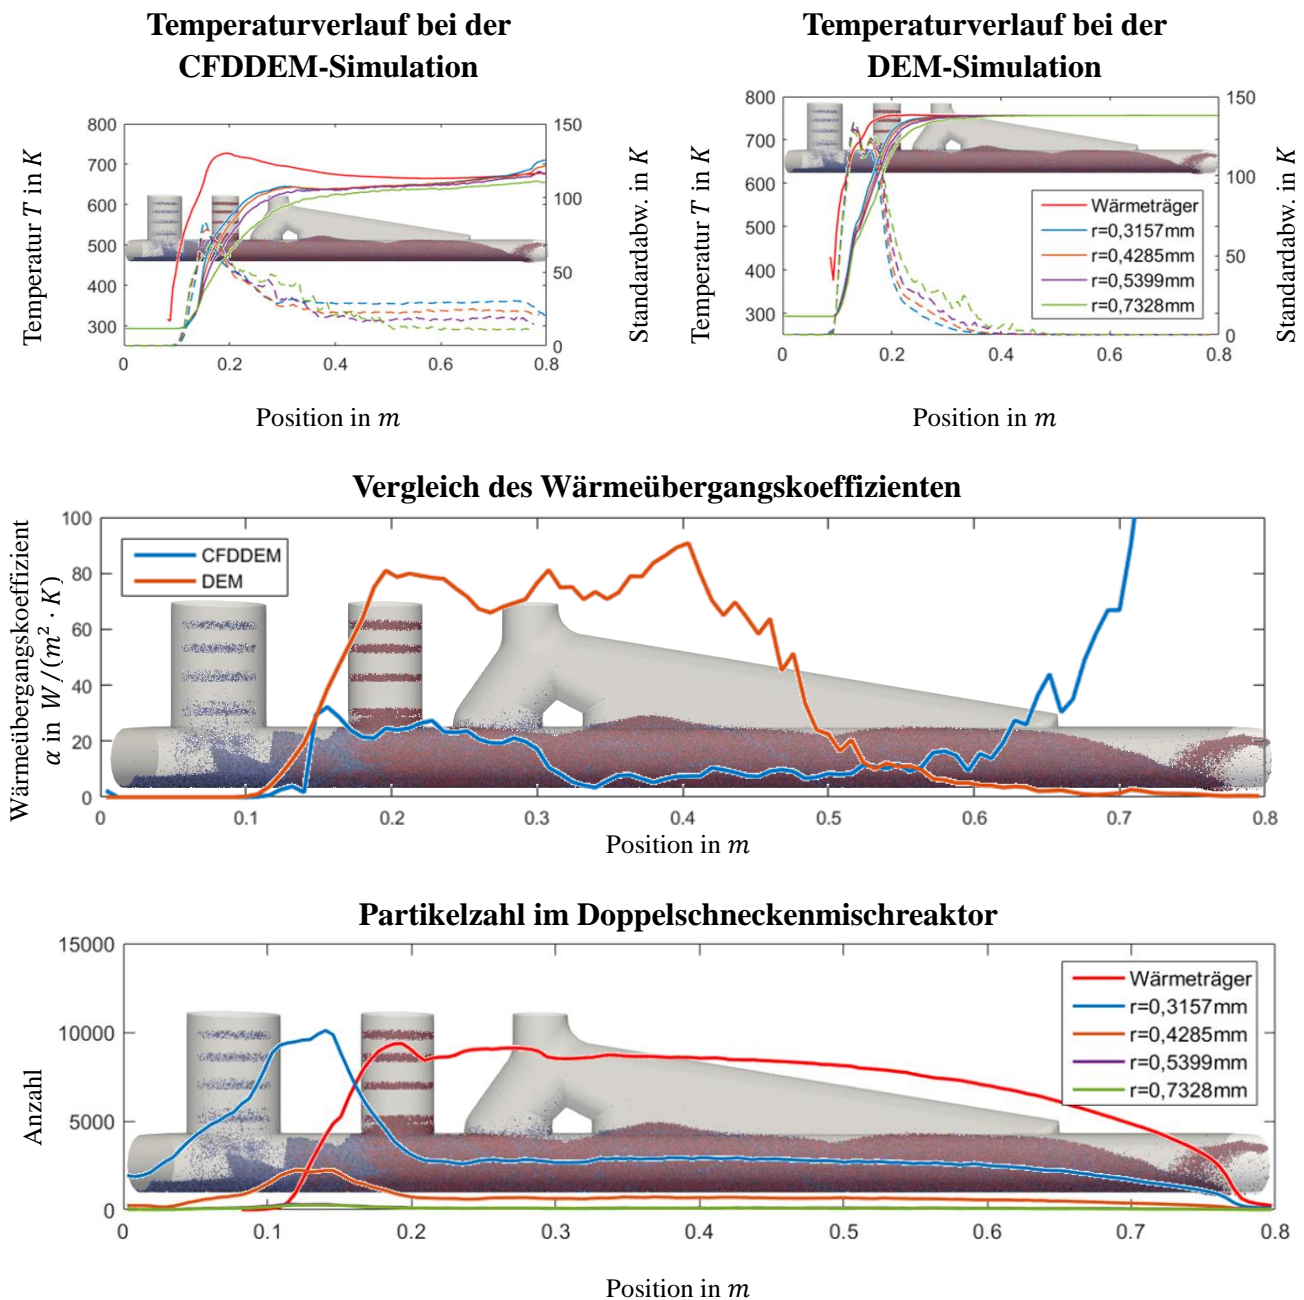 Temperaturverlauf bei der
CFDDEM-Simulation
Temperatur T in K
800
700
600
500
400
300
150
100
50
0
0 0.2 0.4 0.6 0.8
Standardabw. in K
Position in m
Temperaturverlauf bei der
DEM-Simulation
Temperatur T in K
800
700
600
500
400
300
150
100
50
0
Wärmeträger
r=0,3157mm
r=0,4285mm
r=0,5399mm
r=0,7328mm
0 0.2 0.4 0.6 0.8
Standardabw. in K
Position in m
Vergleich des Wärmeübergangskoeffizienten
Wärmeübergangskoeffizient
α in W/(m² · K)
100
80
60
40
20
0
CFDDEM
DEM
0 0.1 0.2 0.3 0.4 0.5 0.6 0.7 0.8
Position in m
Partikelzahl im Doppelschneckenmischreaktor
Anzahl
15000
10000
5000
0
Wärmeträger
r=0,3157mm
r=0,4285mm
r=0,5399mm
r=0,7328mm
0 0.1 0.2 0.3 0.4 0.5 0.6 0.7 0.8
Position in m